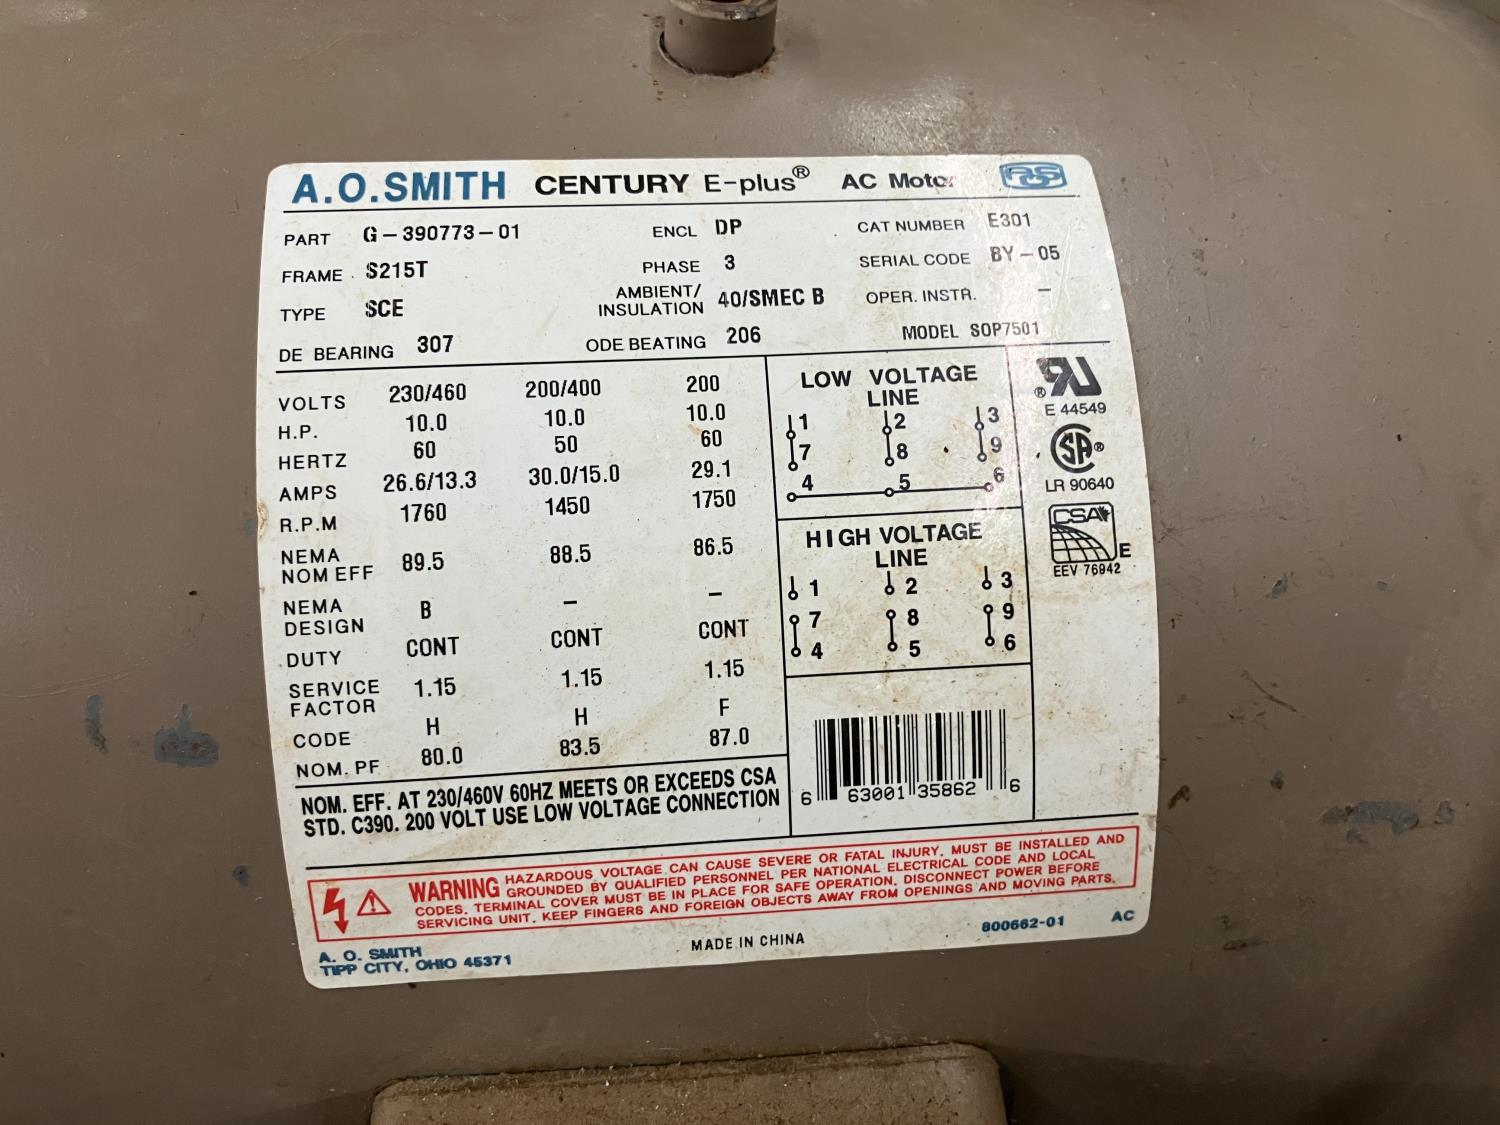 A.O.SMITH CENTURY E-plus® AC Motor AOS
PART G-390773-01 ENCL DP CAT NUMBER E301
FRAME S215T PHASE 3 SERIAL CODE BY-05
TYPE SCE AMBIENT/INSULATION 40/SMEC B OPER. INSTR. -
DE BEARING 307 ODE BEATING 206 MODEL SOP7501
VOLTS 230/460 200/400 200
H.P. 10.0 10.0 10.0
HERTZ 60 50 60
AMPS 26.6/13.3 30.0/15.0 29.1
R.P.M 1760 1450 1750
NEMA NOM EFF 89.5 88.5 86.5
NEMA DESIGN B - -
DUTY CONT CONT CONT
SERVICE FACTOR 1.15 1.15 1.15
CODE H H F
NOM. PF 80.0 83.5 87.0
NOM. EFF. AT 230/460V 60HZ MEETS OR EXCEEDS CSA
STD. C390. 200 VOLT USE LOW VOLTAGE CONNECTION
LOW VOLTAGE
LINE
1 2 3
7 8 9
4 5 6
HIGH VOLTAGE
LINE
1 2 3
7 8 9
4 5 6
® RU
E 44549
SA®
LR 90640
CSA
E
EEV 76942
6 63001 35862 6
WARNING HAZARDOUS VOLTAGE CAN CAUSE SEVERE OR FATAL INJURY. MUST BE INSTALLED AND
GROUNDED BY QUALIFIED PERSONNEL PER NATIONAL ELECTRICAL CODE AND LOCAL
CODES. TERMINAL COVER MUST BE IN PLACE FOR SAFE OPERATION. DISCONNECT POWER BEFORE
SERVICING UNIT. KEEP FINGERS AND FOREIGN OBJECTS AWAY FROM OPENINGS AND MOVING PARTS.
A. O. SMITH
TIPP CITY, OHIO 45371
MADE IN CHINA
800662-01 AC